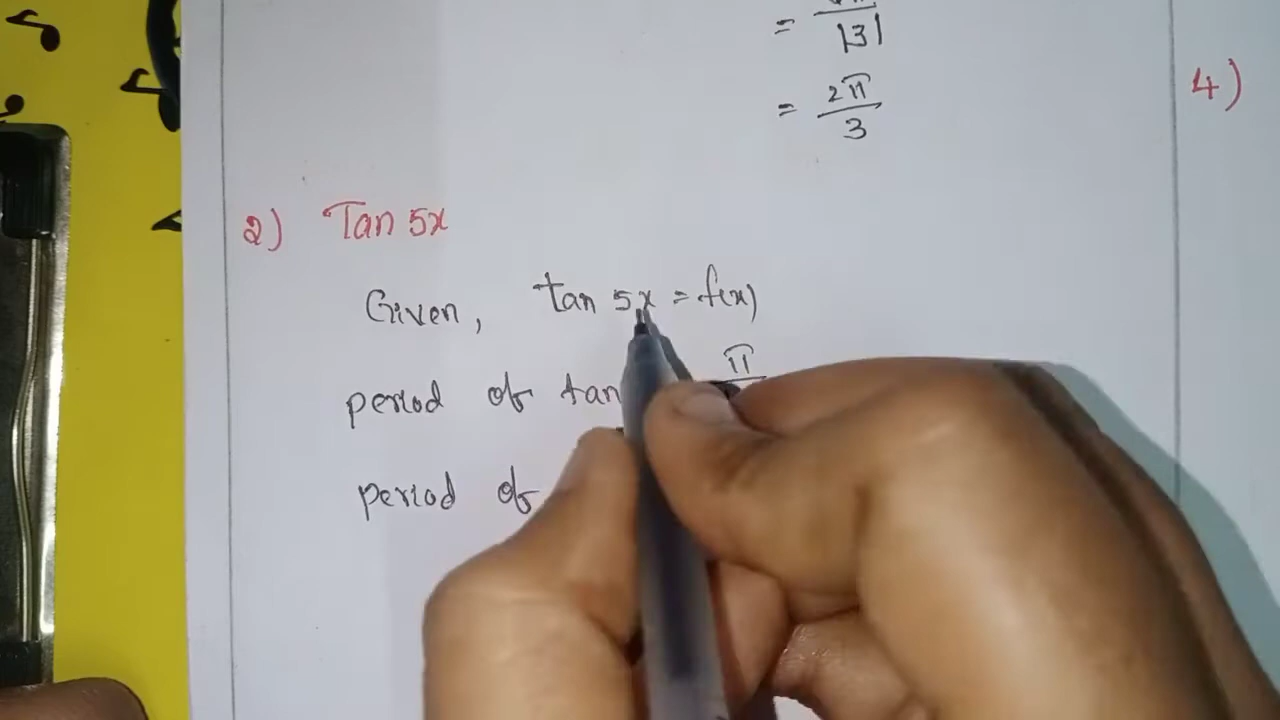 = |3|
= 2π/3
4)
2) Tan 5x
Given, tan 5x = f(x)
period of tan π
period of